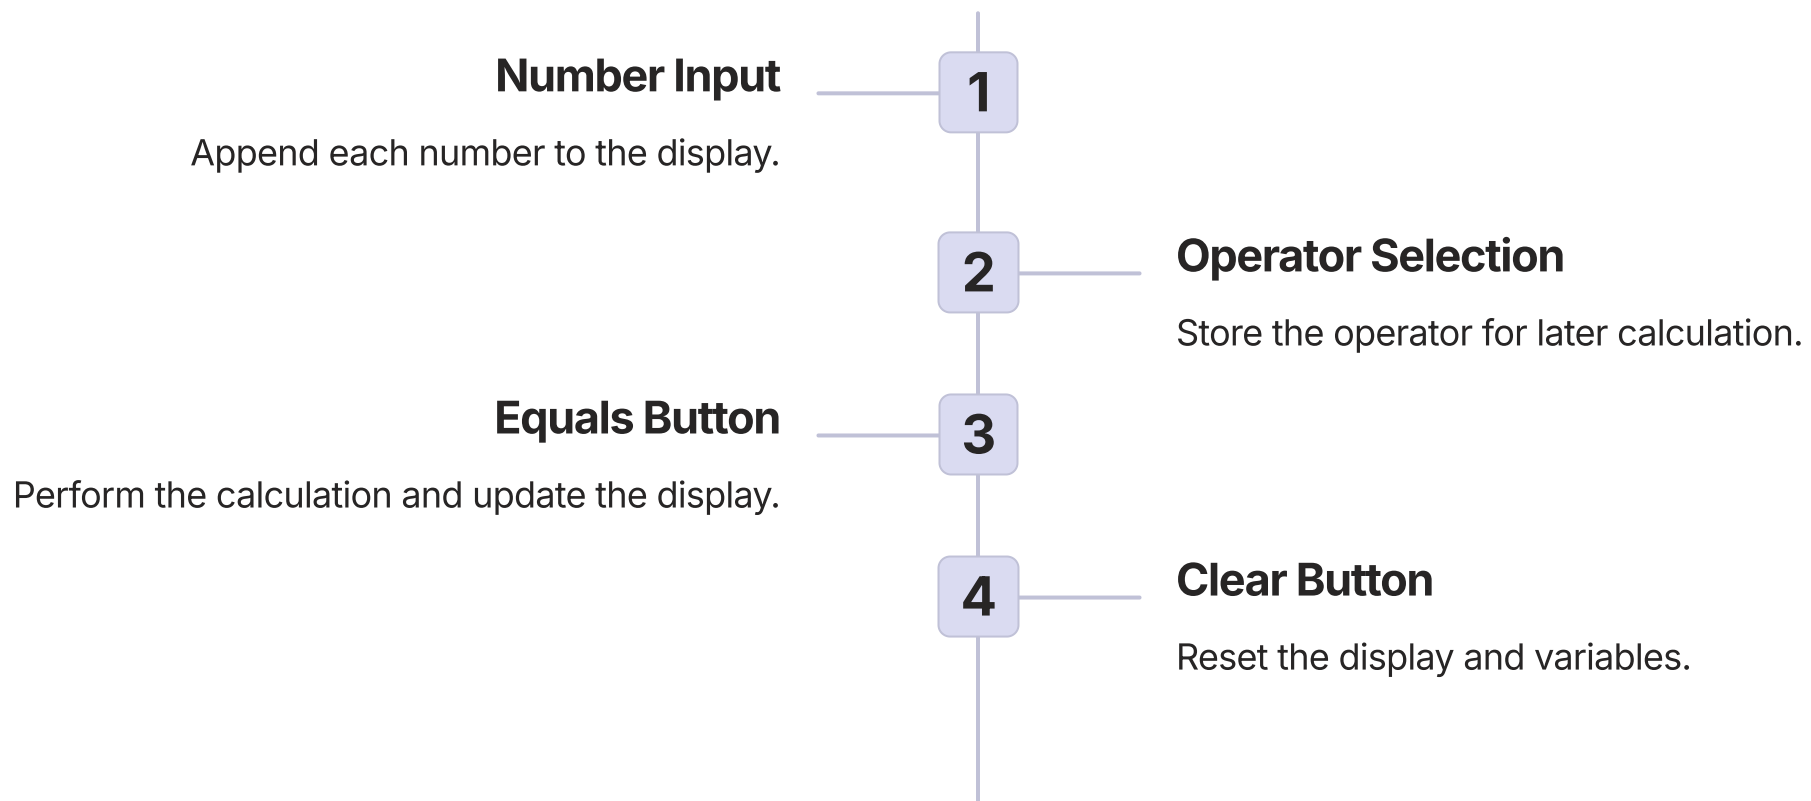 1
Number Input
Append each number to the display.
2
Operator Selection
Store the operator for later calculation.
3
Equals Button
Perform the calculation and update the display.
4
Clear Button
Reset the display and variables.